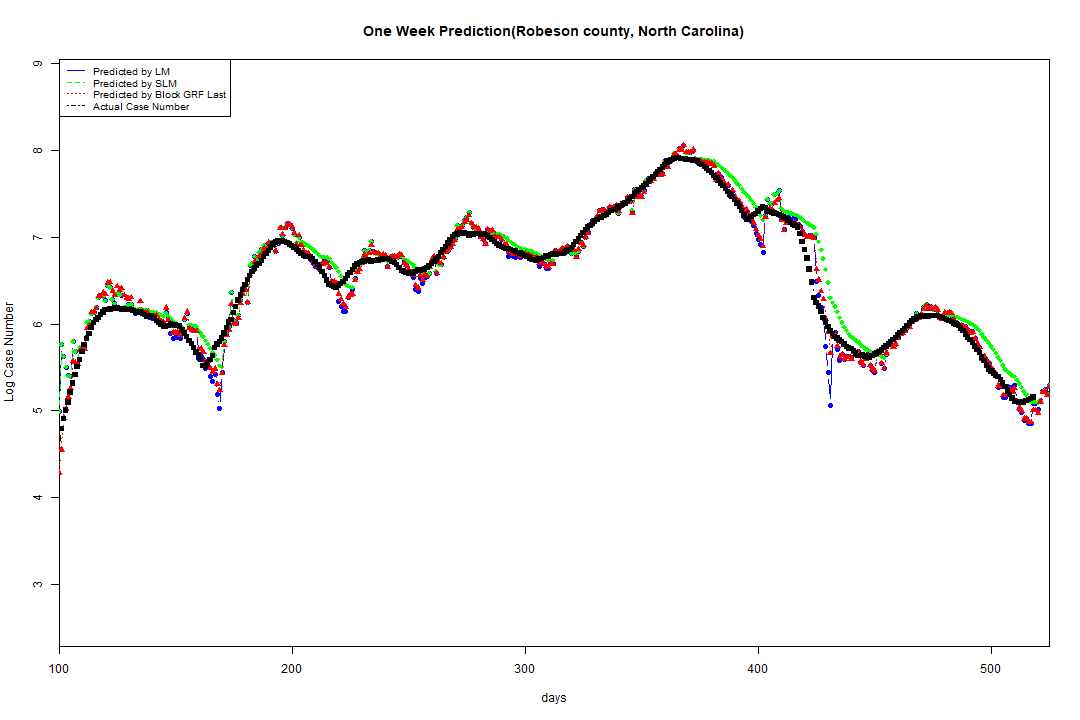 One Week Prediction(Robeson county, North Carolina)
Predicted by LM
Predicted by SLM
Predicted by Block GRF Last
Actual Case Number
9
8
7
6
5
4
3
Log Case Number
100 200 300 400 500
days